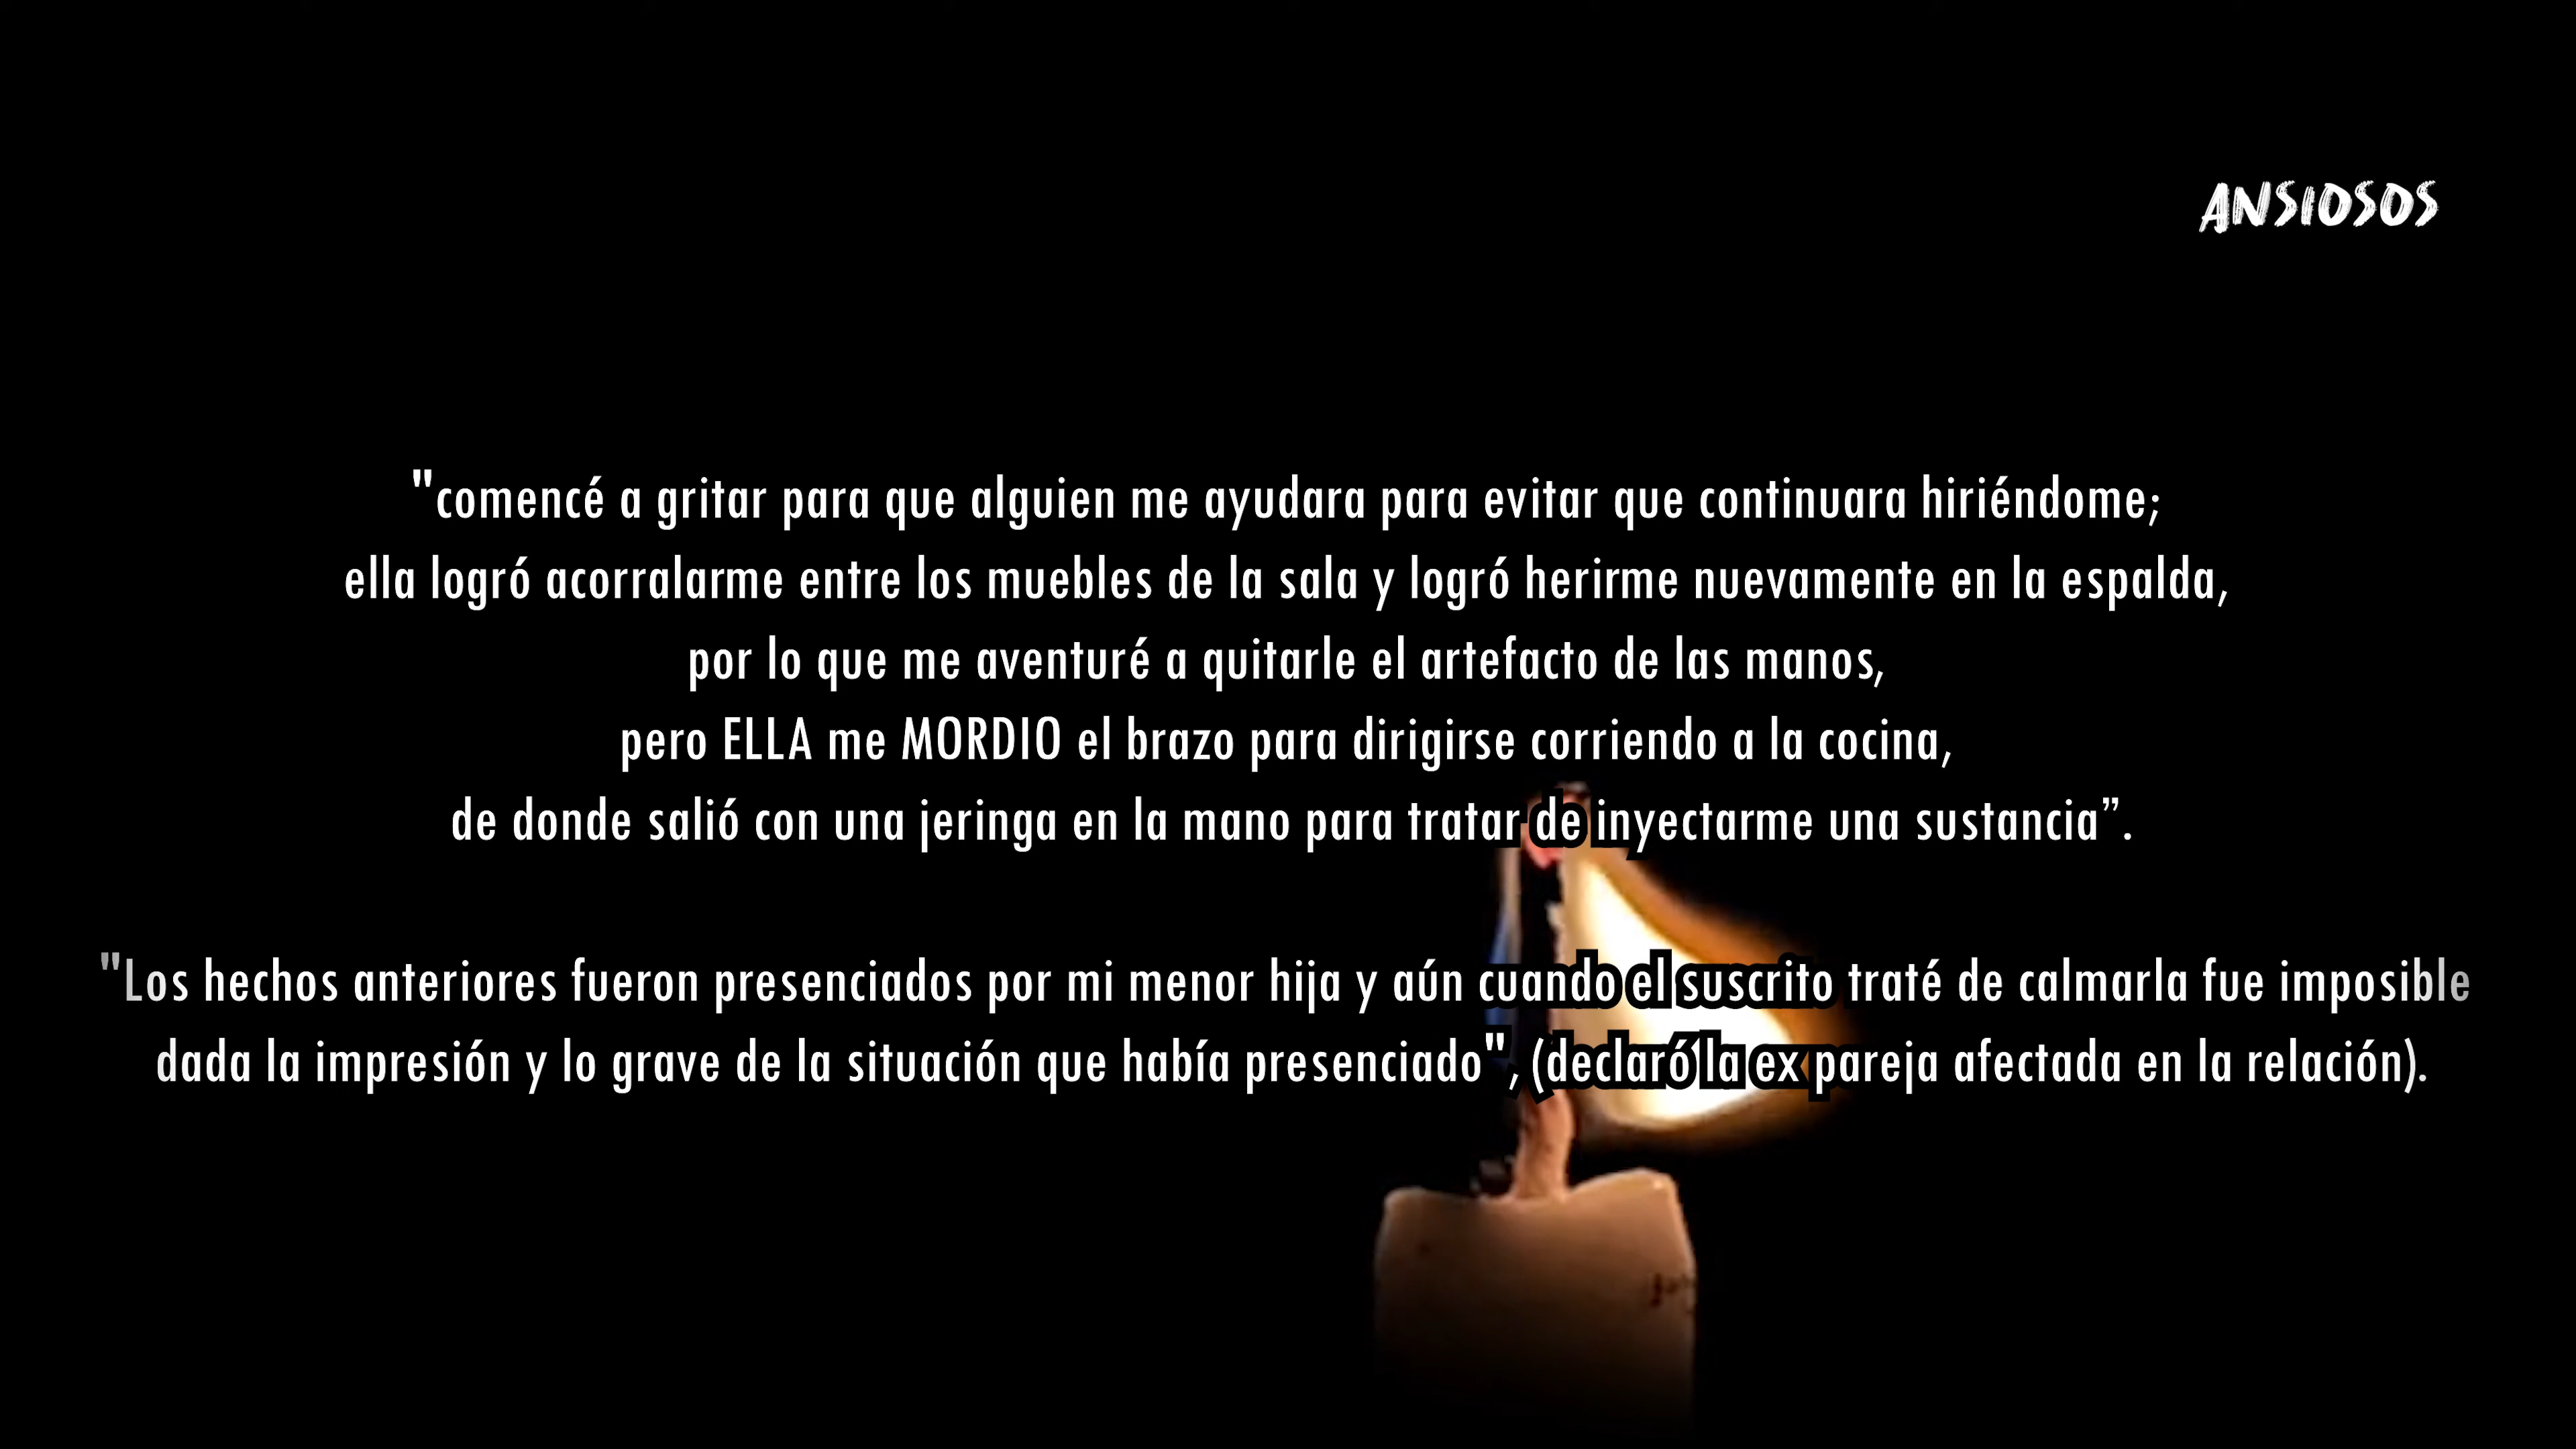 ANSIOSOS
"comencé a gritar para que alguien me ayudara para evitar que continuara hiriéndome;
ella logró acorralarme entre los muebles de la sala y logró herirme nuevamente en la espalda,
por lo que me aventuré a quitarle el artefacto de las manos,
pero ELLA me MORDIO el brazo para dirigirse corriendo a la cocina,
de donde salió con una jeringa en la mano para tratar de inyectarme una sustancia”.
"Los hechos anteriores fueron presenciados por mi menor hija y aún cuando el suscrito traté de calmarla fue imposible
dada la impresión y lo grave de la situación que había presenciado", (declaró la ex pareja afectada en la relación).